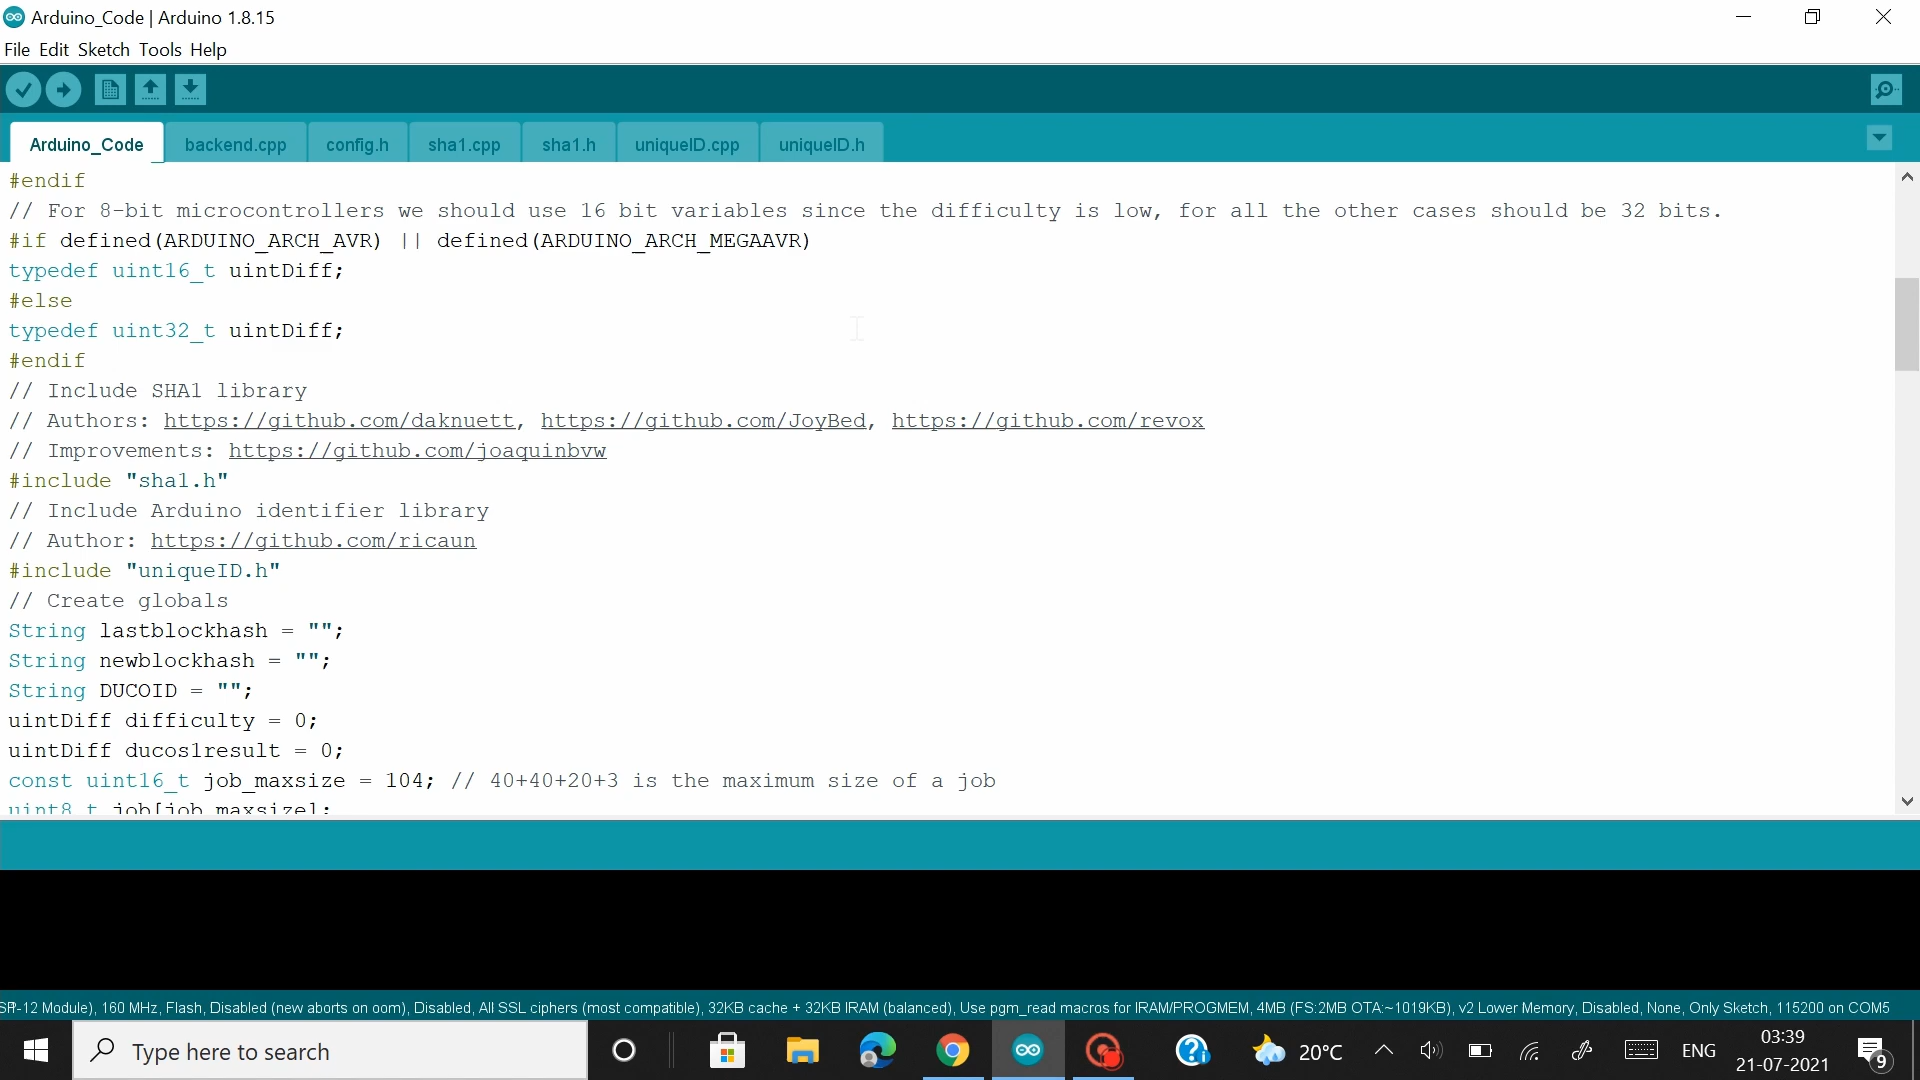 Arduino_Code | Arduino 1.8.15
File Edit Sketch Tools Help
Arduino_Code backend.cpp config.h sha1.cpp sha1.h uniqueID.cpp uniqueID.h
#endif
// For 8-bit microcontrollers we should use 16 bit variables since the difficulty is low, for all the other cases should be 32 bits.
#if defined(ARDUINO_ARCH_AVR) || defined(ARDUINO_ARCH_MEGAAVR)
typedef uint16_t uintDiff;
#else
typedef uint32_t uintDiff;
#endif
// Include SHA1 library
// Authors: https://github.com/daknuett, https://github.com/JoyBed, https://github.com/revox
// Improvements: https://github.com/joaquinbvw
#include "sha1.h"
// Include Arduino identifier library
// Author: https://github.com/ricaun
#include "uniqueID.h"
// Create globals
String lastblockhash = "";
String newblockhash = "";
String DUCOID = "";
uintDiff difficulty = 0;
uintDiff ducos1result = 0;
const uint16_t job_maxsize = 104; // 40+40+20+3 is the maximum size of a job
uint8_t job[job_maxsize];
-12 Module), 160 MHz, Flash, Disabled (new aborts on oom), Disabled, All SSL ciphers (most compatible), 32KB cache + 32KB IRAM (balanced), Use pgm_read macros for IRAM/PROGMEM, 4MB (FS:2MB OTA:~1019KB), v2 Lower Memory, Disabled, None, Only Sketch, 115200 on COM5
Type here to search
20°C
ENG
03:39
21-07-2021
9